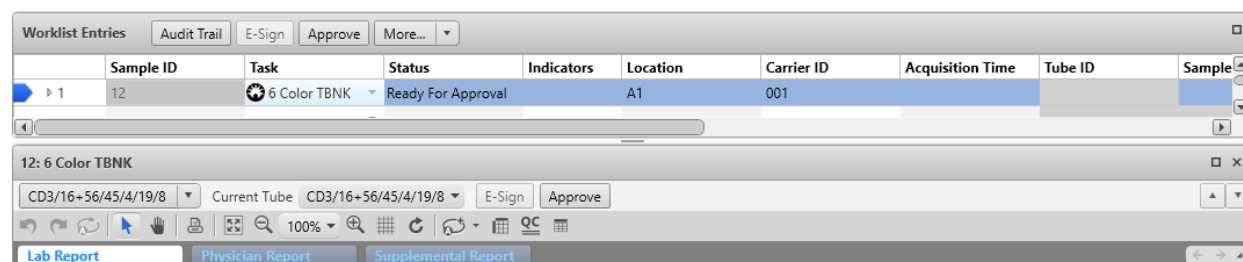 Worklist Entries Audit Trail E-Sign Approve More...
Sample ID Task Status Indicators Location Carrier ID Acquisition Time Tube ID Sample
1 12 6 Color TBNK Ready For Approval A1 001
12: 6 Color TBNK
CD3/16+56/45/4/19/8 Current Tube CD3/16+56/45/4/19/8 E-Sign Approve
100% QC
Lab Report Physician Report Supplemental Report